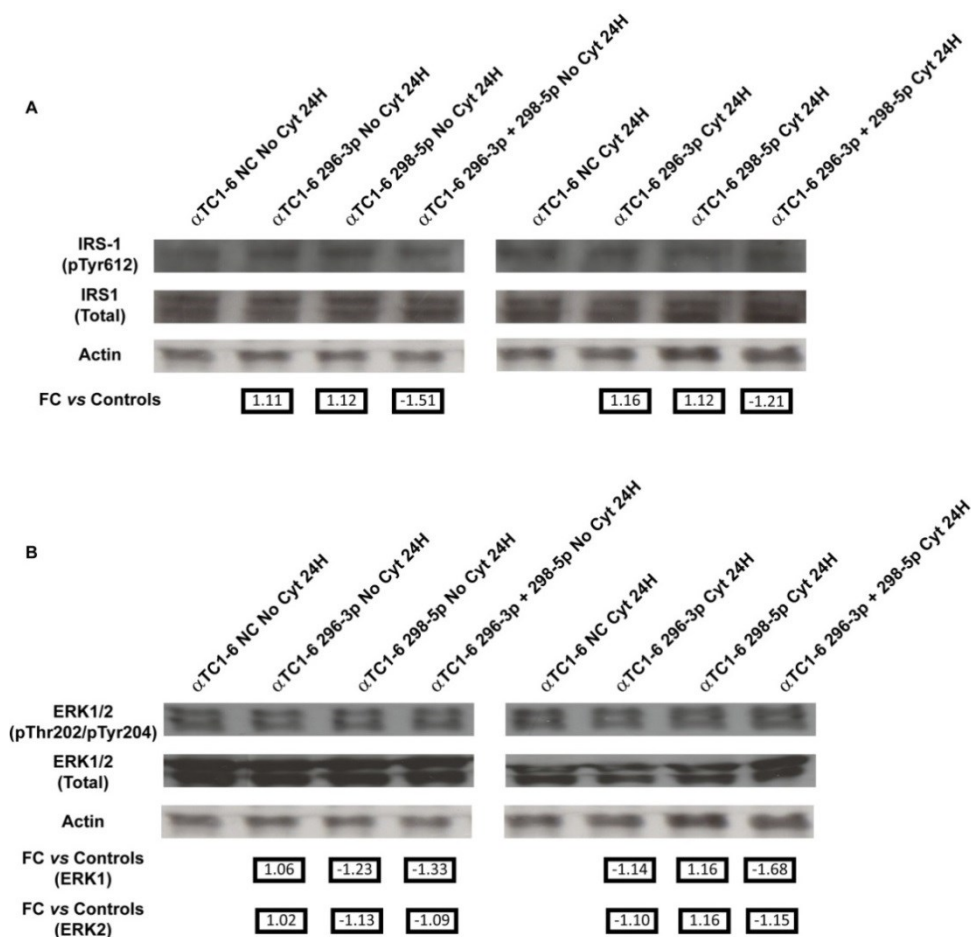 A
αTC1-6 NC No Cyt 24H
αTC1-6 296-3p No Cyt 24H
αTC1-6 298-5p No Cyt 24H
αTC1-6 296-3p + 298-5p No Cyt 24H
αTC1-6 NC Cyt 24H
αTC1-6 296-3p Cyt 24H
αTC1-6 298-5p Cyt 24H
αTC1-6 296-3p + 298-5p Cyt 24H
IRS-1
(pTyr612)
IRS1
(Total)
Actin
FC vs Controls 1.11 1.12 -1.51 1.16 1.12 -1.21
B
αTC1-6 NC No Cyt 24H
αTC1-6 296-3p No Cyt 24H
αTC1-6 298-5p No Cyt 24H
αTC1-6 296-3p + 298-5p No Cyt 24H
αTC1-6 NC Cyt 24H
αTC1-6 296-3p Cyt 24H
αTC1-6 298-5p Cyt 24H
αTC1-6 296-3p + 298-5p Cyt 24H
ERK1/2
(pThr202/pTyr204)
ERK1/2
(Total)
Actin
FC vs Controls
(ERK1) 1.06 -1.23 -1.33 -1.14 1.16 -1.68
FC vs Controls
(ERK2) 1.02 -1.13 -1.09 -1.10 1.16 -1.15